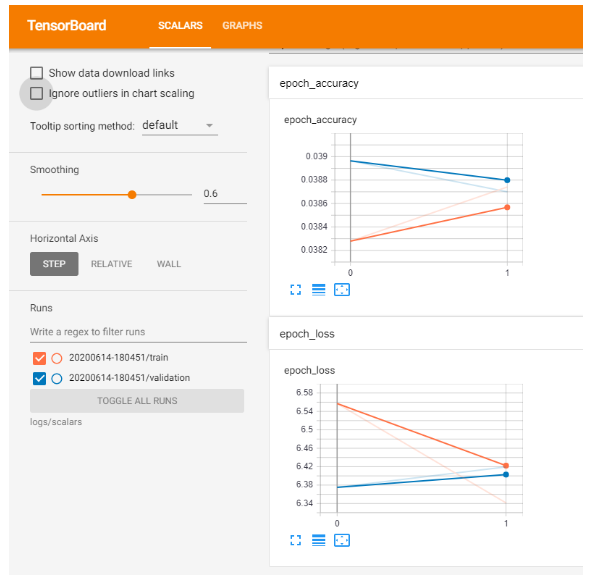 TensorBoard SCALARS GRAPHS
Show data download links
Ignore outliers in chart scaling
Tooltip sorting method: default
Smoothing
0.6
Horizontal Axis
STEP RELATIVE WALL
Runs
Write a regex to filter runs
20200614-180451/train
20200614-180451/validation
TOGGLE ALL RUNS
logs/scalars
epoch_accuracy
epoch_accuracy
0.039
0.0388
0.0386
0.0384
0.0382
0 1
epoch_loss
epoch_loss
6.58
6.54
6.5
6.46
6.42
6.38
6.34
0 1